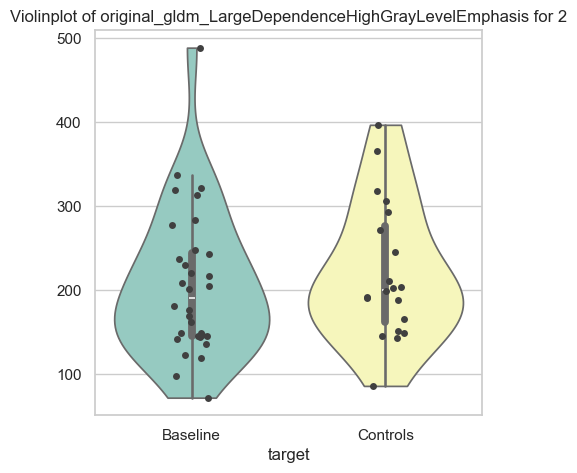 Violinplot of original_gldm_LargeDependenceHighGrayLevelEmphasis for 2
500
400
300
200
100
Baseline
Controls
target